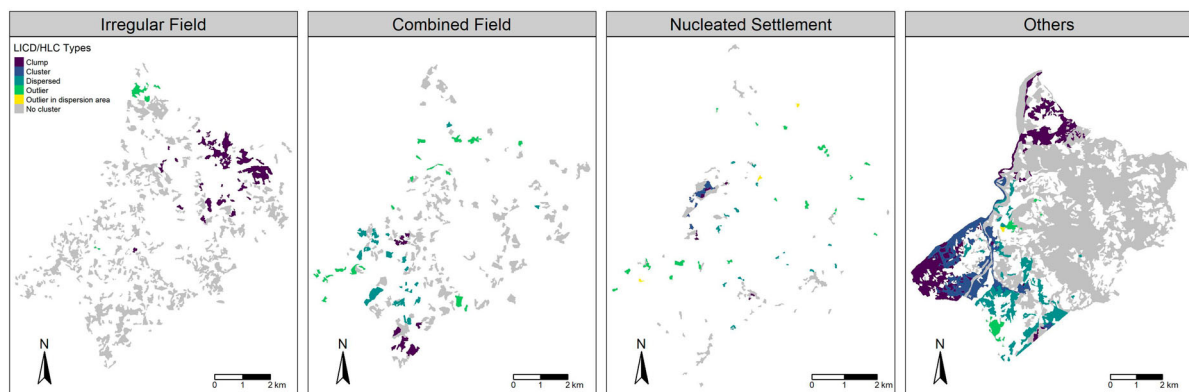 Irregular Field
Combined Field
Nucleated Settlement
Others
LICD/HLC Types
Clump
Cluster
Dispersed
Outlier
Outlier in dispersion area
No cluster
N
0 1 2 km
N
0 1 2 km
N
0 1 2 km
N
0 1 2 km